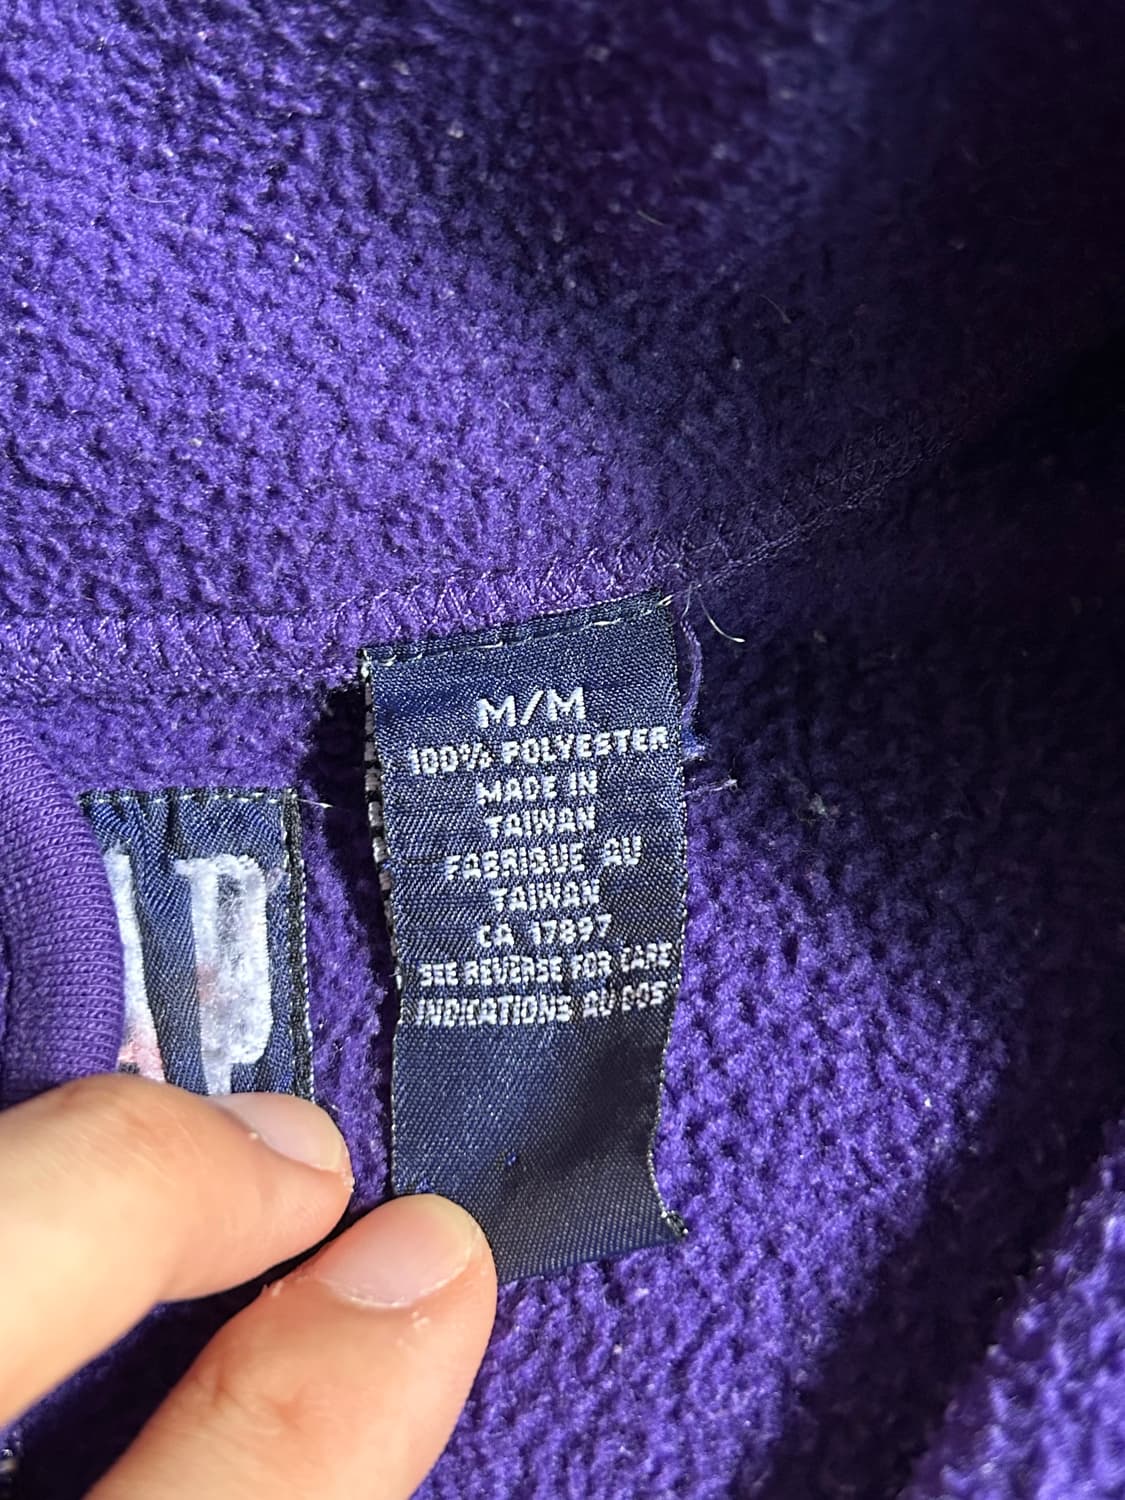 M/M
100% POLYESTER
MADE IN
TAIWAN
FABRIQUE AU
TAIWAN
CA 17897
SEE REVERSE FOR CARE
INDICATIONS AU DOS